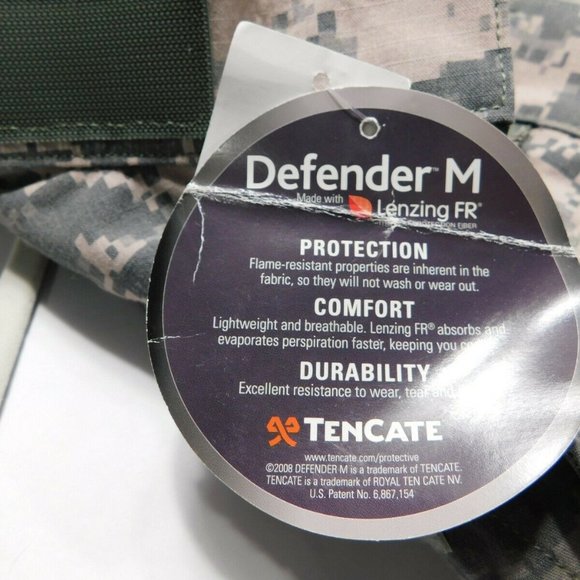 Defender™ M
Made with Lenzing FR®
PROTECTION
Flame-resistant properties are inherent in the
fabric, so they will not wash or wear out.
COMFORT
Lightweight and breathable. Lenzing FR® absorbs and
evaporates perspiration faster, keeping you
DURABILITY
Excellent resistance to wear, tear and
TENCATE
www.tencate.com/protective
©2008 DEFENDER M is a trademark of TENCATE.
TENCATE is a trademark of ROYAL TEN CATE NV.
U.S. Patent No. 6,867,154